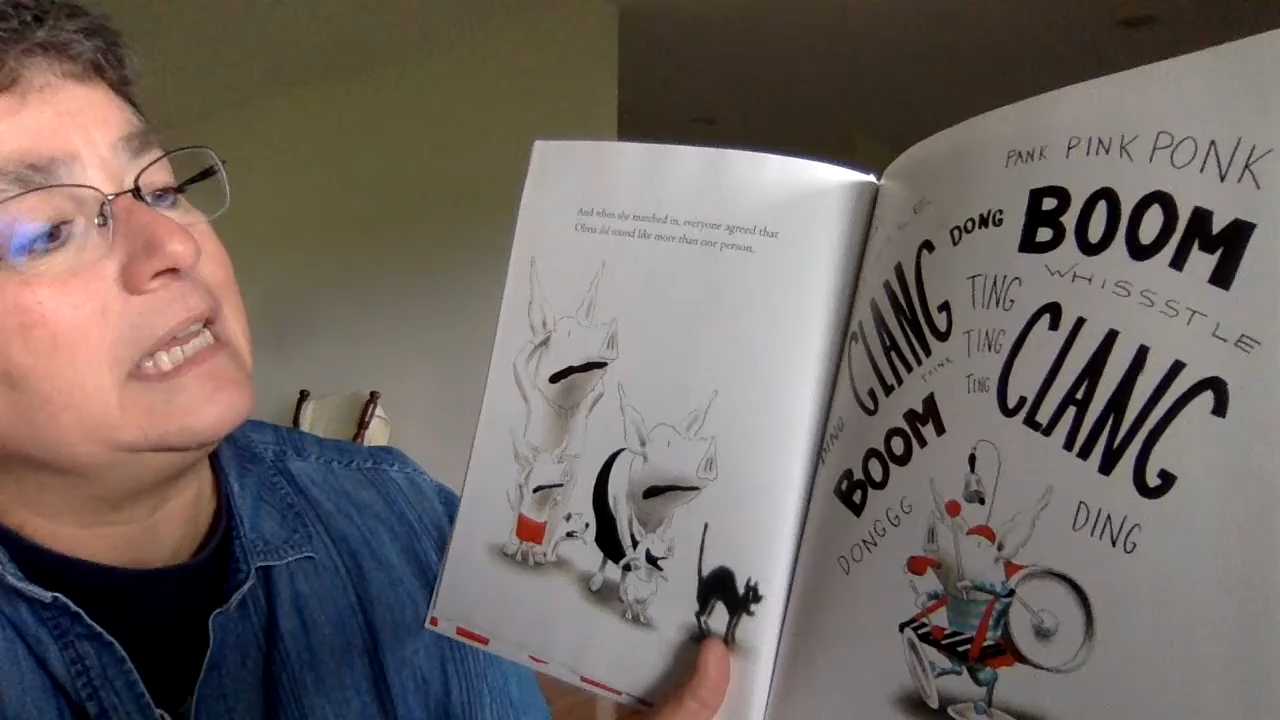 And when she marched in, everyone agreed that
Olivia did sound like more than one person.
PANK PINK PONK
DONG BOOM
WHISSSTLE
CLANG TING
TING CLANG
TING
DING
BOOM
DONGGG
DING